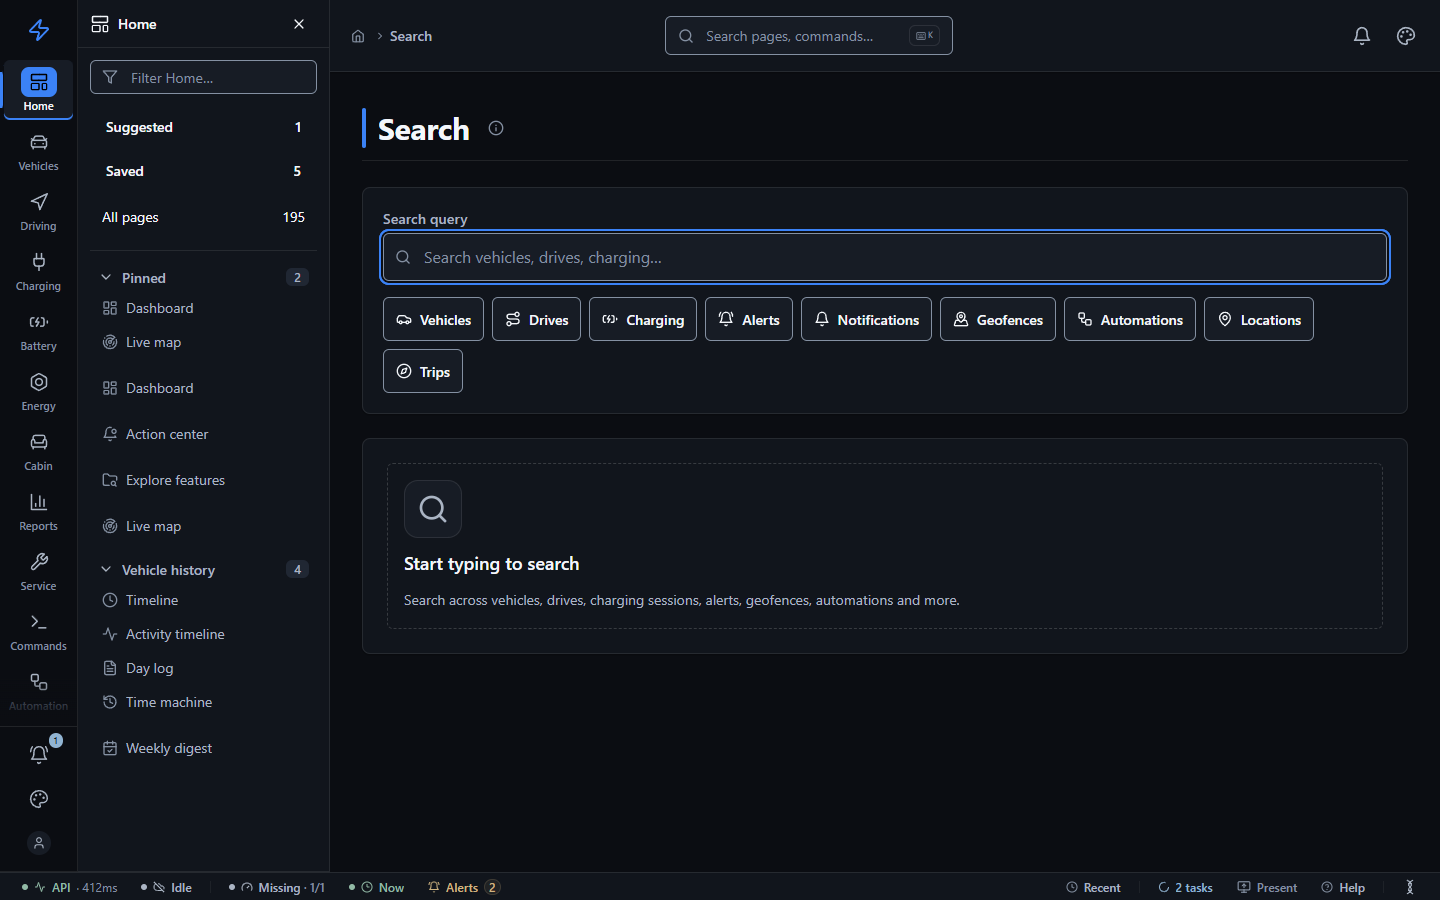 Home
Search
Search pages, commands...
K
Home
Vehicles
Driving
Charging
Battery
Energy
Cabin
Reports
Service
Commands
Automation
1
Filter Home...
Suggested 1
Saved 5
All pages 195
Pinned 2
Dashboard
Live map
Dashboard
Action center
Explore features
Live map
Vehicle history 4
Timeline
Activity timeline
Day log
Time machine
Weekly digest
Search
Search query
Search vehicles, drives, charging...
Vehicles Drives Charging Alerts Notifications Geofences Automations Locations
Trips
Start typing to search
Search across vehicles, drives, charging sessions, alerts, geofences, automations and more.
API · 412ms Idle Missing · 1/1 Now Alerts 2 Recent 2 tasks Present Help